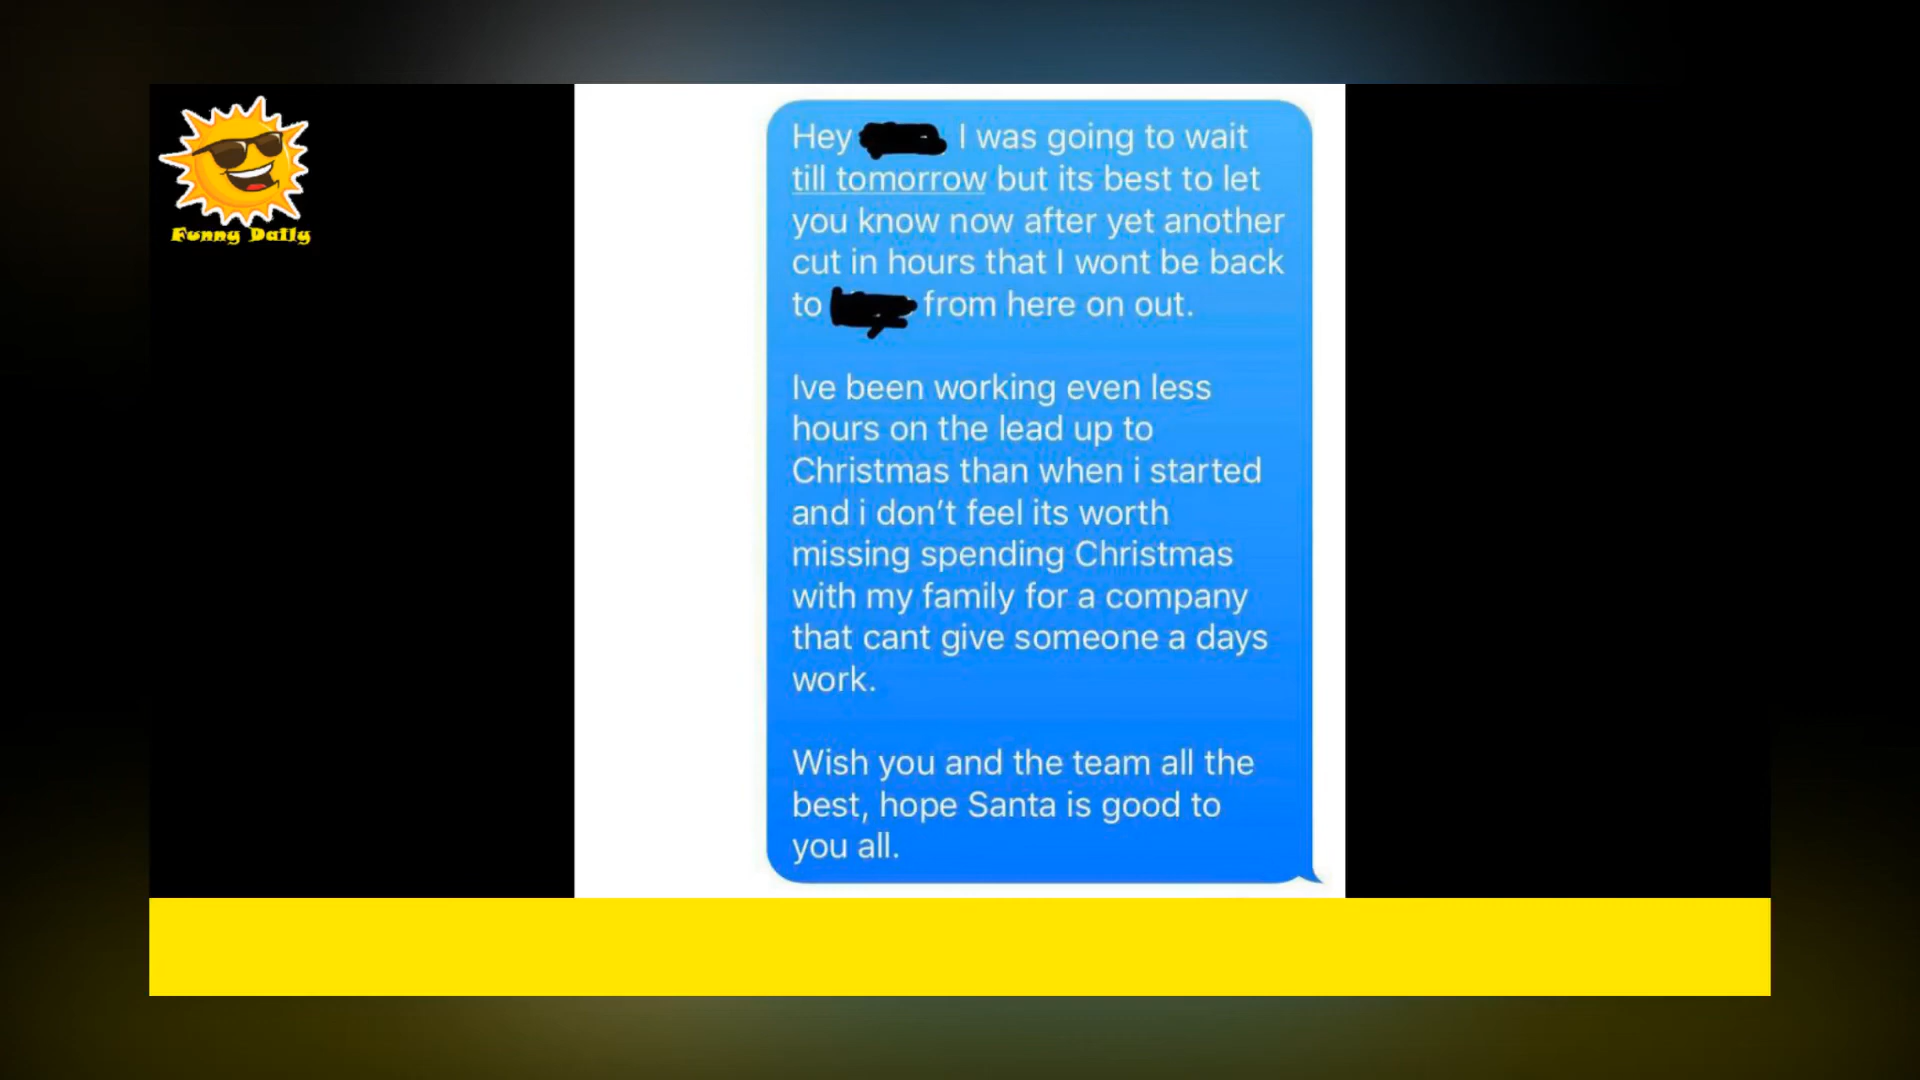 Funny Daily
Hey I was going to wait
till tomorrow but its best to let
you know now after yet another
cut in hours that I wont be back
to from here on out.
Ive been working even less
hours on the lead up to
Christmas than when i started
and i don’t feel its worth
missing spending Christmas
with my family for a company
that cant give someone a days
work.
Wish you and the team all the
best, hope Santa is good to
you all.